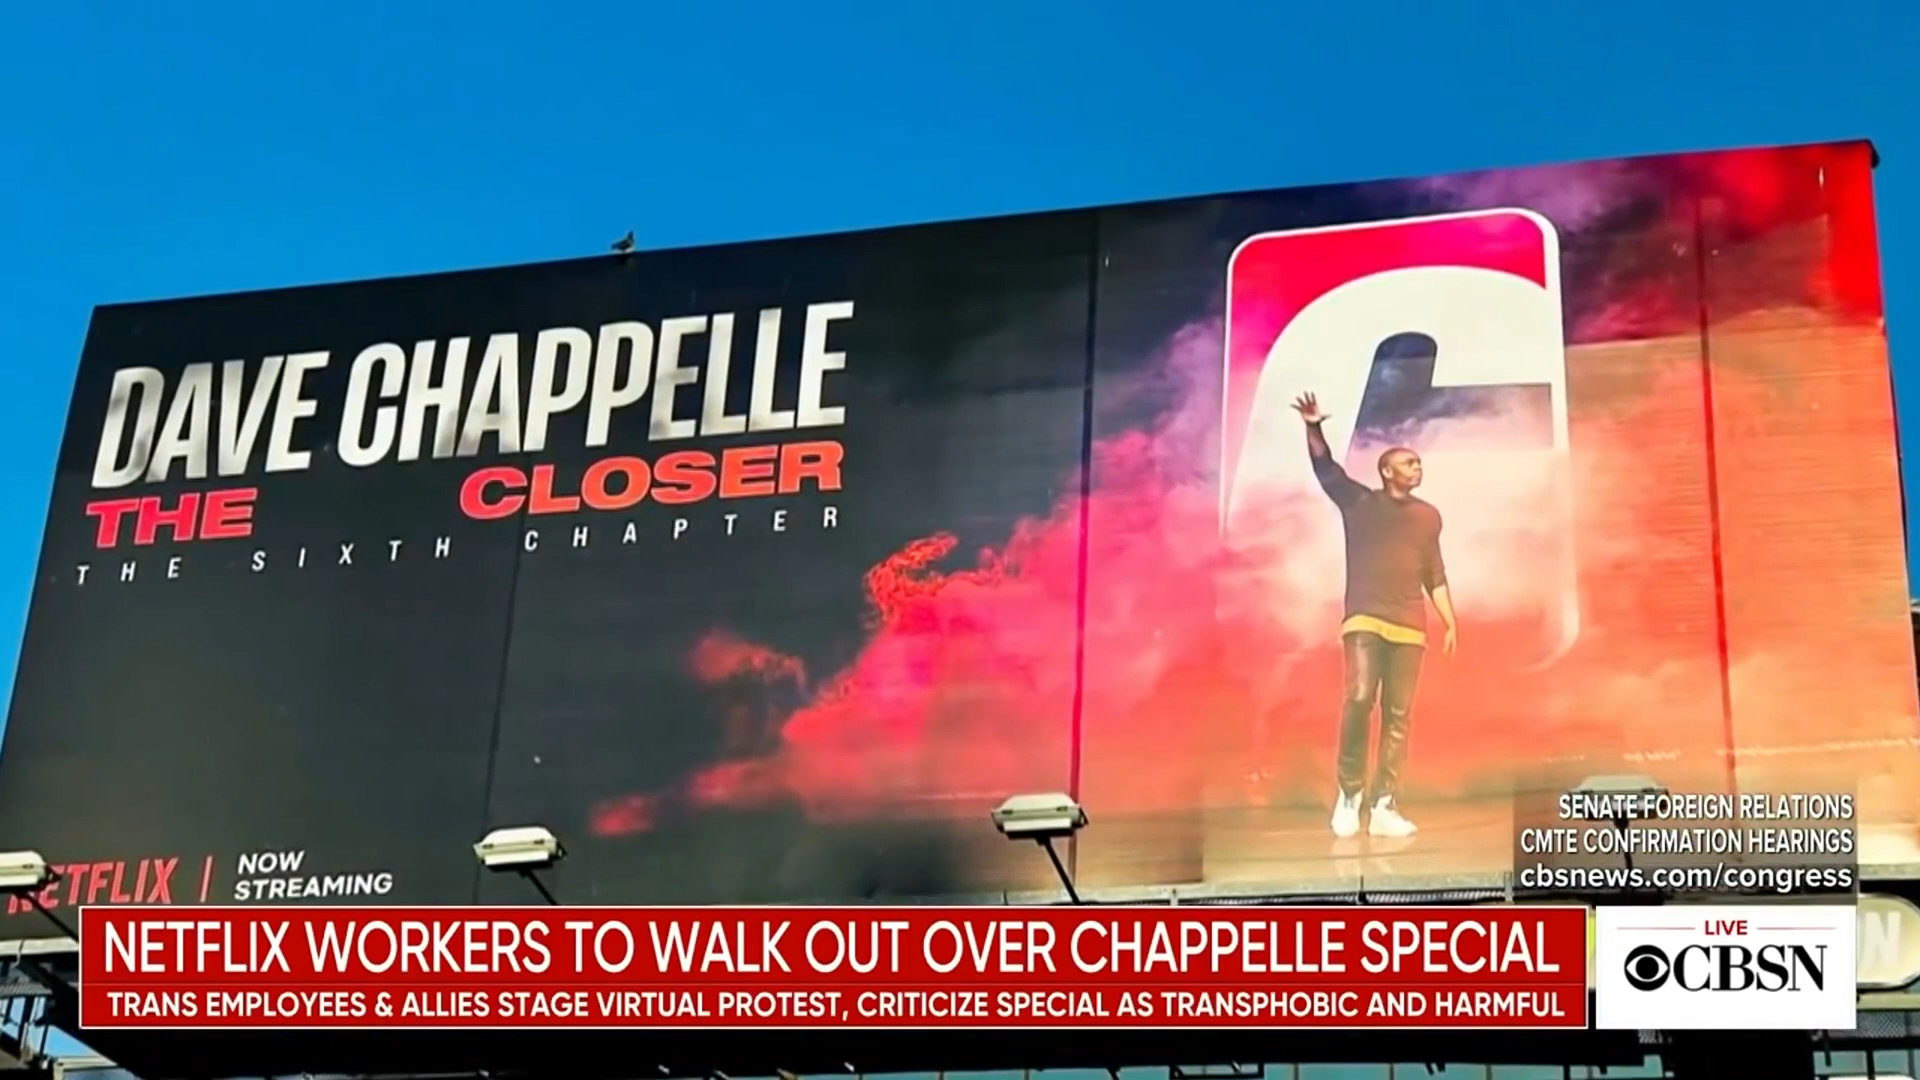 DAVE CHAPPELLE
THE CLOSER
THE SIXTH CHAPTER
NETFLIX | NOW STREAMING
SENATE FOREIGN RELATIONS
CMTE CONFIRMATION HEARINGS
cbsnews.com/congress
NETFLIX WORKERS TO WALK OUT OVER CHAPPELLE SPECIAL
TRANS EMPLOYEES & ALLIES STAGE VIRTUAL PROTEST, CRITICIZE SPECIAL AS TRANSPHOBIC AND HARMFUL
LIVE
CBSN